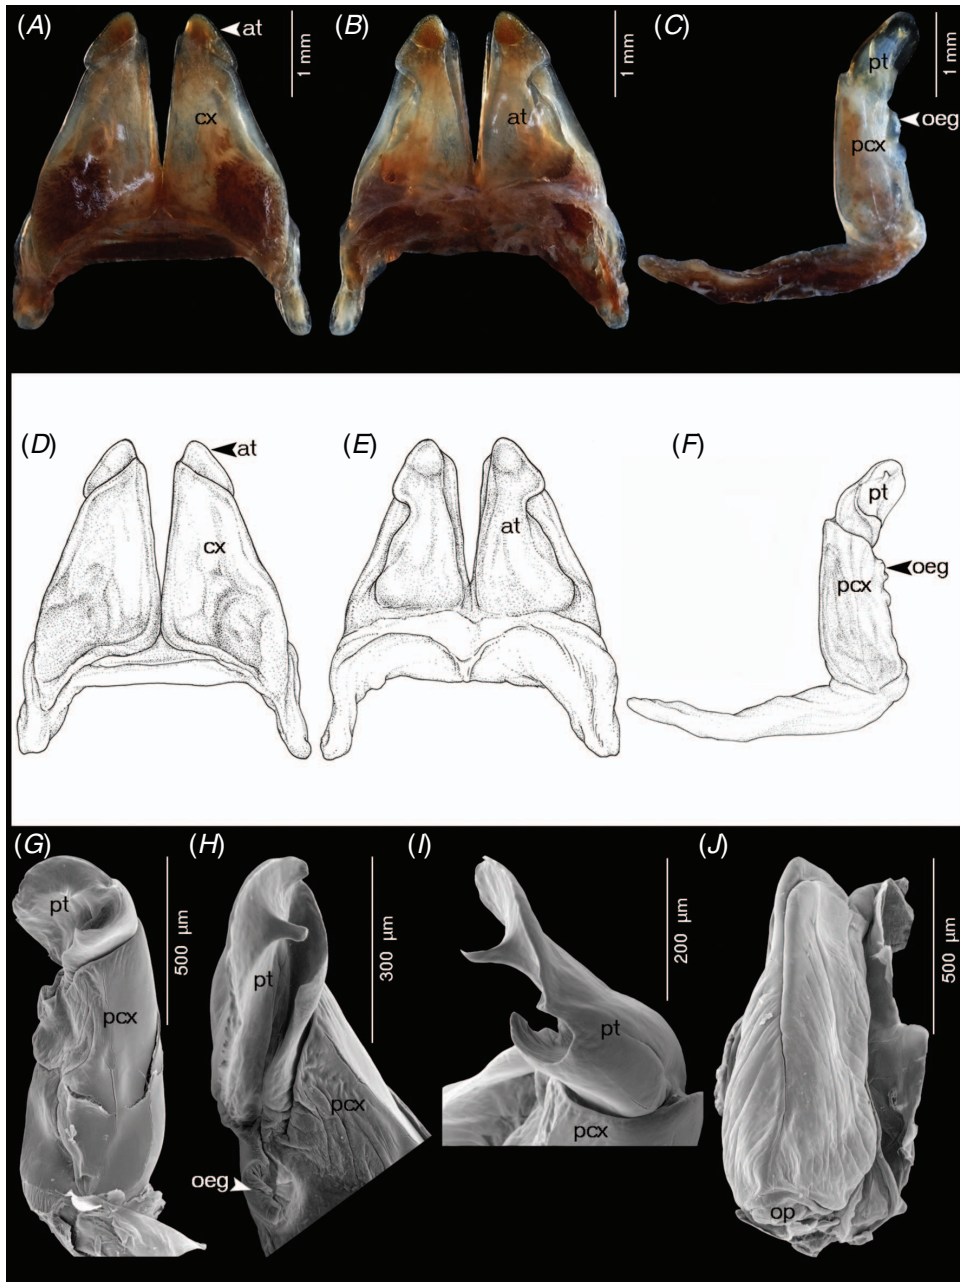 (A)
at
cx
1 mm
(B)
at
1 mm
(C)
pt
oeg
pcx
1 mm
(D)
at
cx
(E)
at
(F)
pt
oeg
pcx
(G)
pt
pcx
500 µm
(H)
pt
pcx
oeg
300 µm
(I)
pt
pcx
200 µm
(J)
op
500 µm